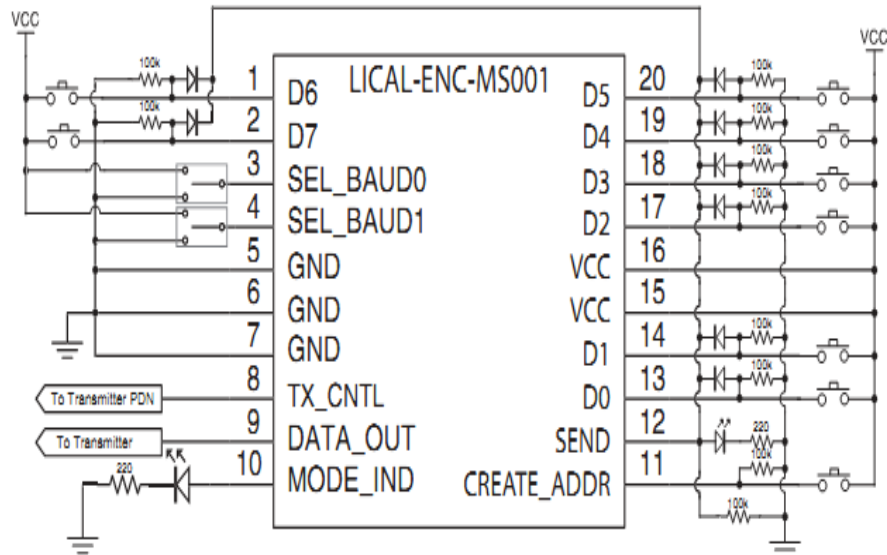 VCC
VCC
LICAL-ENC-MS001
100k
1
D6
100k
2
D7
3
SEL_BAUD0
4
SEL_BAUD1
5
GND
6
GND
7
GND
8
TX_CNTL
To Transmitter PDN
9
DATA_OUT
To Transmitter
10
MODE_IND
220
20
D5
100k
19
D4
100k
18
D3
100k
17
D2
100k
16
VCC
15
VCC
14
D1
100k
13
D0
100k
12
SEND
220
11
CREATE_ADDR
100k
100k